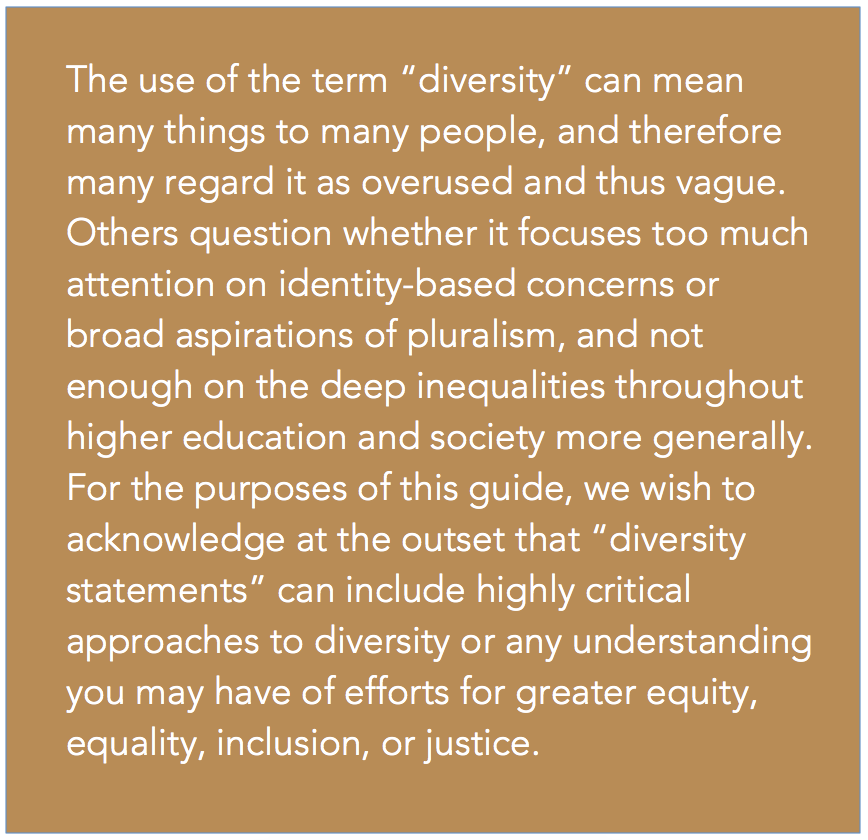 The use of the term “diversity” can mean
many things to many people, and therefore
many regard it as overused and thus vague.
Others question whether it focuses too much
attention on identity-based concerns or
broad aspirations of pluralism, and not
enough on the deep inequalities throughout
higher education and society more generally.
For the purposes of this guide, we wish to
acknowledge at the outset that “diversity
statements” can include highly critical
approaches to diversity or any understanding
you may have of efforts for greater equity,
equality, inclusion, or justice.